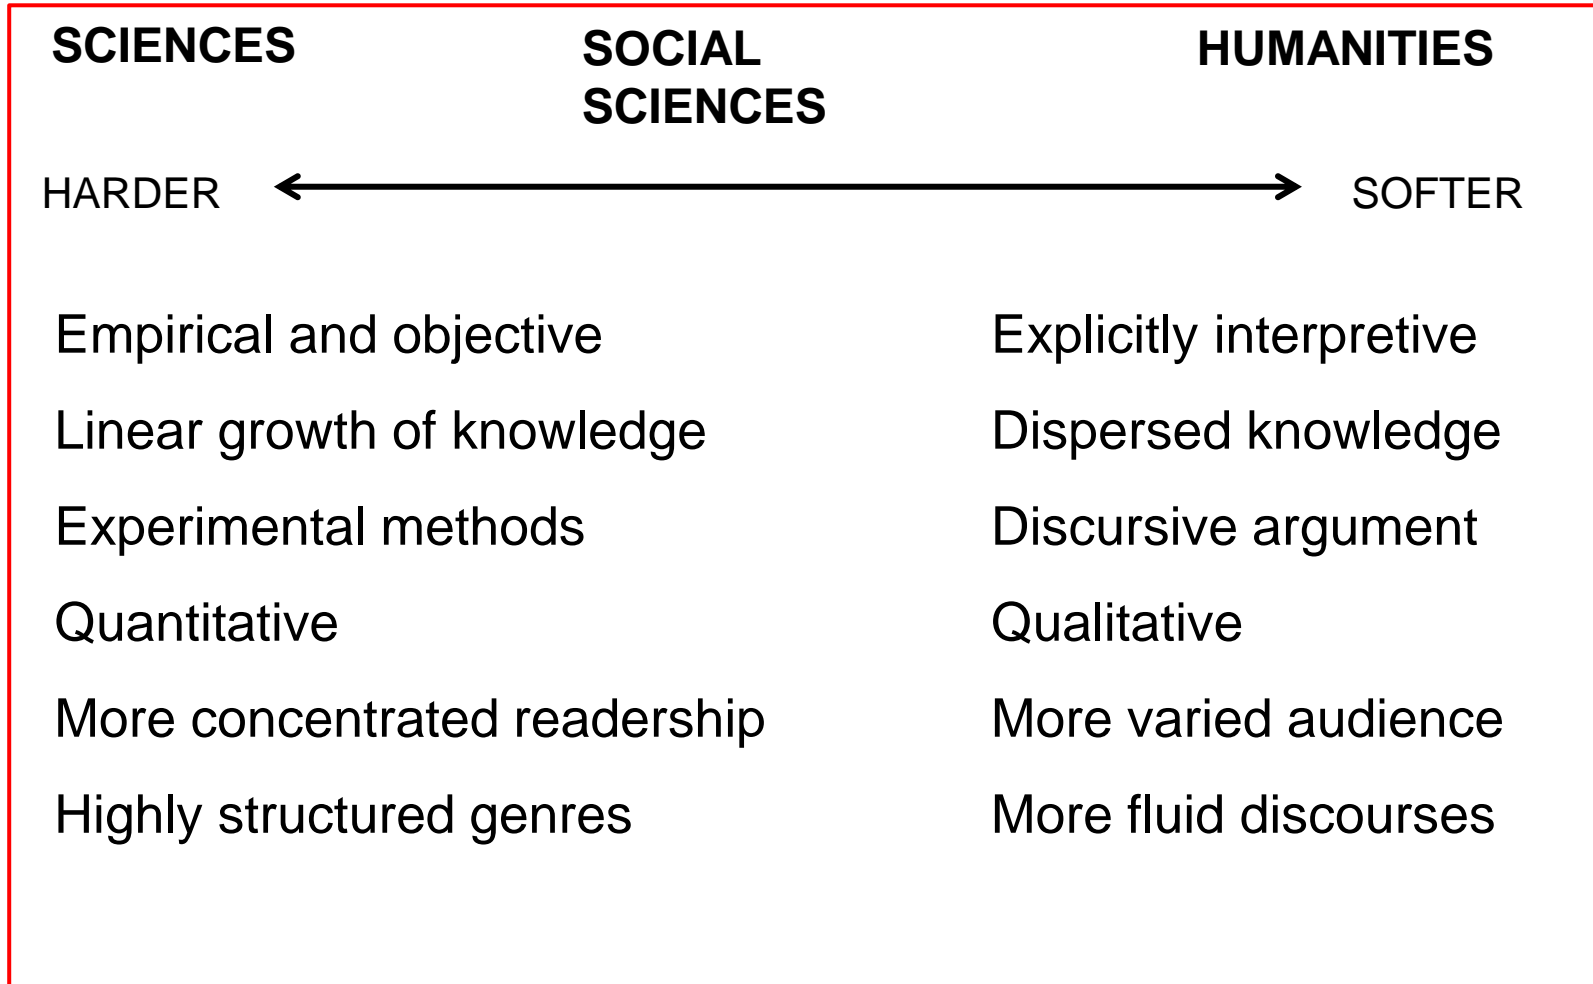 SCIENCES
SOCIAL
SCIENCES
HUMANITIES
HARDER
SOFTER
Empirical and objective
Explicitly interpretive
Linear growth of knowledge
Dispersed knowledge
Experimental methods
Discursive argument
Quantitative
Qualitative
More concentrated readership
More varied audience
Highly structured genres
More fluid discourses